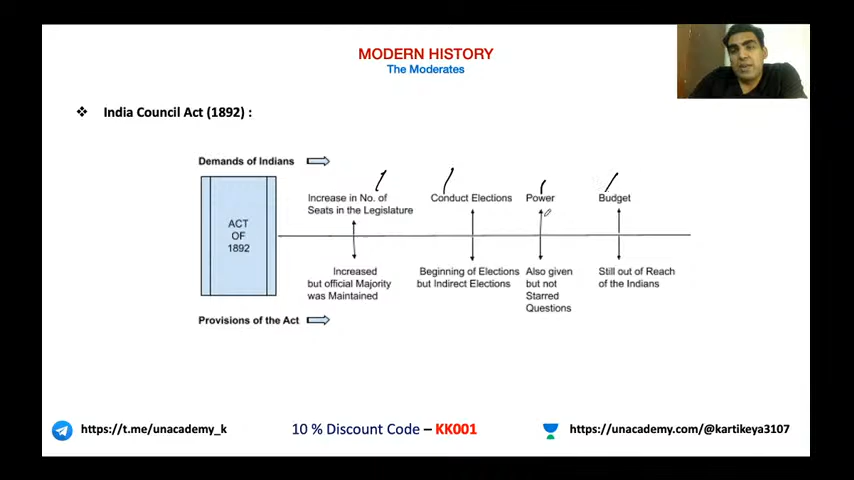 MODERN HISTORY
The Moderates
❖ India Council Act (1892) :
Demands of Indians
Increase in No. of
Seats in the Legislature
Conduct Elections
Power
Budget
ACT
OF
1892
Increased
but official Majority
was Maintained
Beginning of Elections
but Indirect Elections
Also given
but not
Starred
Questions
Still out of Reach
of the Indians
Provisions of the Act
https://t.me/unacademy_k
10 % Discount Code – KK001
https://unacademy.com/@kartikeya3107